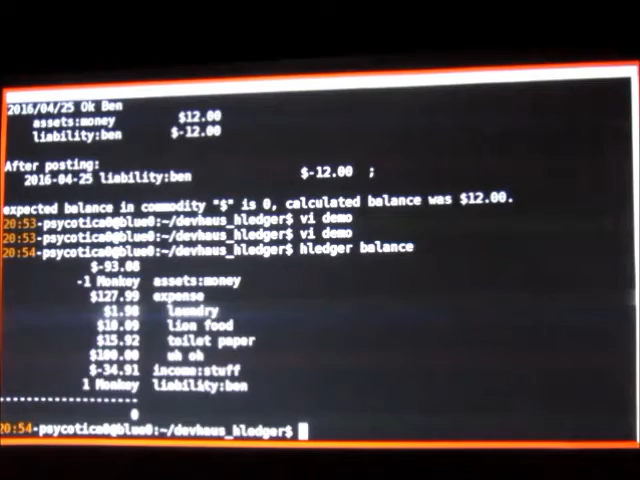 2016/04/25 Ok Ben
assets:money $12.00
liability:ben $-12.00
After posting:
2016-04-25 liability:ben $-12.00 ;
expected balance in commodity "$" is 0, calculated balance was $12.00.
20:53-psycotica0@blue0:~/devhaus_hledger$ vi demo
20:53-psycotica0@blue0:~/devhaus_hledger$ vi demo
20:54-psycotica0@blue0:~/devhaus_hledger$ hledger balance
$-93.08
-1 Monkey assets:money
$127.99 expense
$1.98 laundry
$10.09 lion food
$15.92 toilet paper
$100.00 uh oh
$-34.91 income:stuff
1 Monkey liability:ben
--------------------
0
20:54-psycotica0@blue0:~/devhaus_hledger$